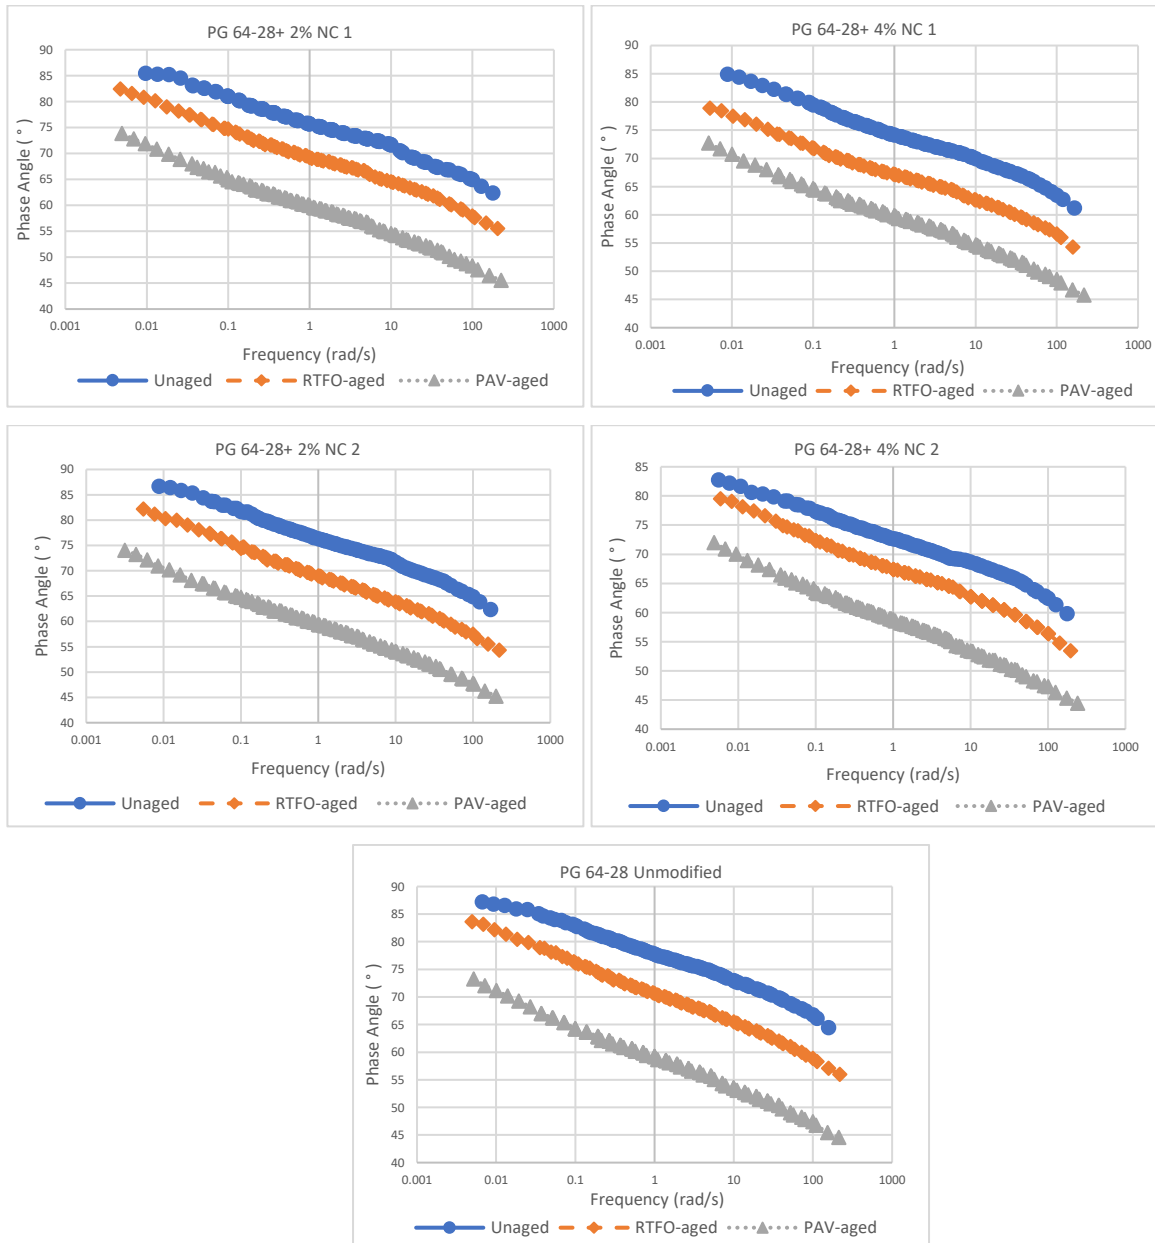 PG 64-28+ 2% NC 1
90
85
80
75
70
65
60
55
50
45
40
Phase Angle ( ° )
0.001 0.01 0.1 1 10 100 1000
Frequency (rad/s)
Unaged RTFO-aged PAV-aged
PG 64-28+ 4% NC 1
90
85
80
75
70
65
60
55
50
45
40
Phase Angle ( ° )
0.001 0.01 0.1 1 10 100 1000
Frequency (rad/s)
Unaged RTFO-aged PAV-aged
PG 64-28+ 2% NC 2
90
85
80
75
70
65
60
55
50
45
40
Phase Angle ( ° )
0.001 0.01 0.1 1 10 100 1000
Frequency (rad/s)
Unaged RTFO-aged PAV-aged
PG 64-28+ 4% NC 2
85
80
75
70
65
60
55
50
45
40
Phase Angle ( ° )
0.001 0.01 0.1 1 10 100 1000
Frequency (rad/s)
Unaged RTFO-aged PAV-aged
PG 64-28 Unmodified
90
85
80
75
70
65
60
55
50
45
40
Phase Angle ( ° )
0.001 0.01 0.1 1 10 100 1000
Frequency (rad/s)
Unaged RTFO-aged PAV-aged